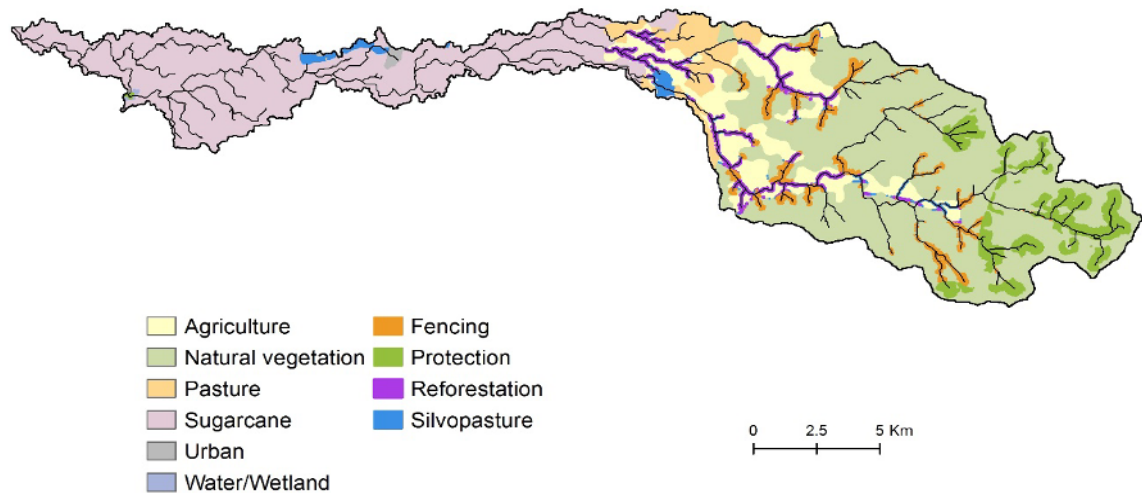 Agriculture
Natural vegetation
Pasture
Sugarcane
Urban
Water/Wetland
Fencing
Protection
Reforestation
Silvopasture
0 2.5 5 Km